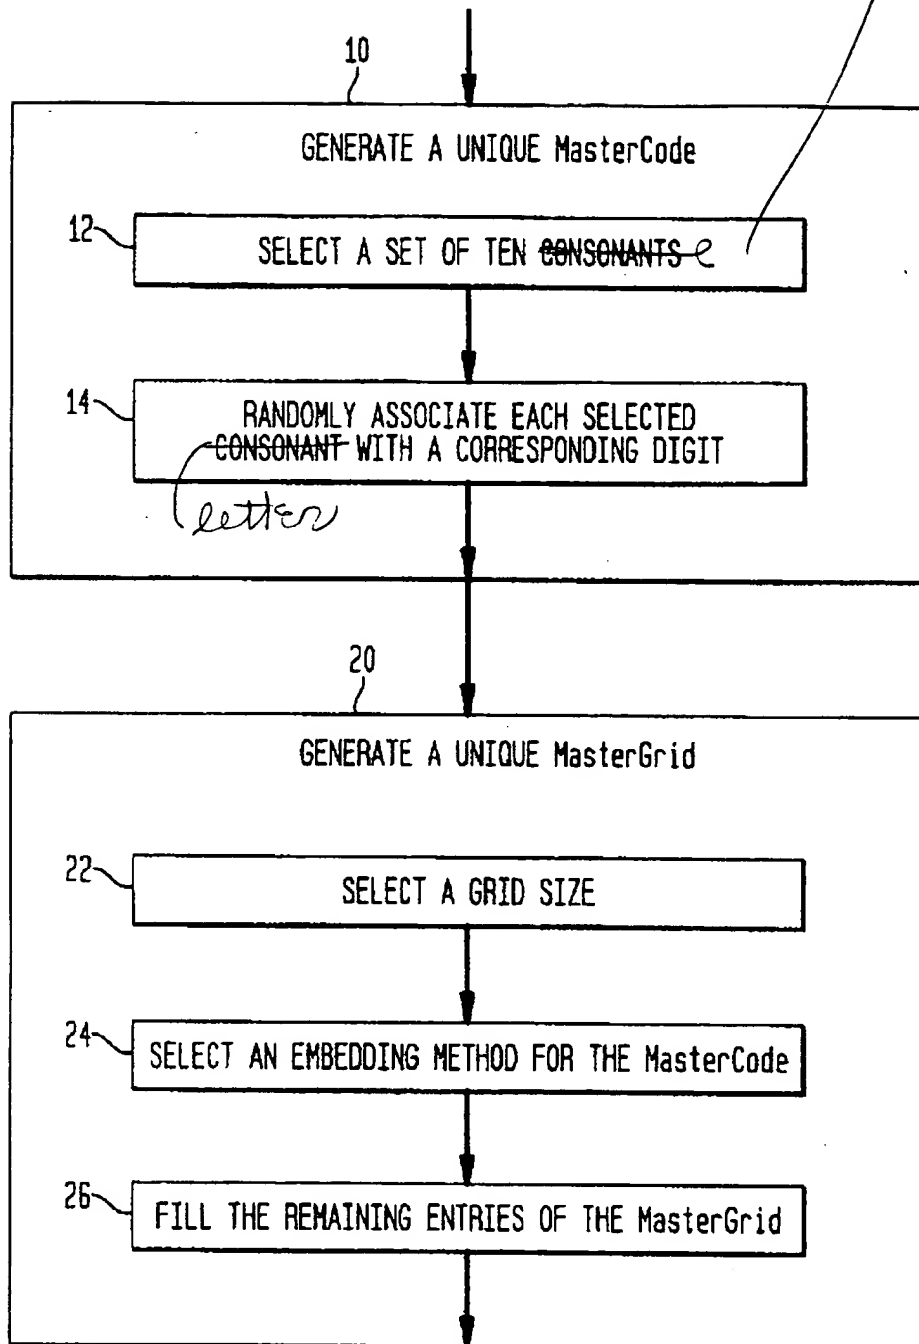 10
GENERATE A UNIQUE MasterCode
12
SELECT A SET OF TEN CONSONANTS
14
RANDOMLY ASSOCIATE EACH SELECTED
CONSONANT WITH A CORRESPONDING DIGIT
letter
20
GENERATE A UNIQUE MasterGrid
22
SELECT A GRID SIZE
24
SELECT AN EMBEDDING METHOD FOR THE MasterCode
26
FILL THE REMAINING ENTRIES OF THE MasterGrid